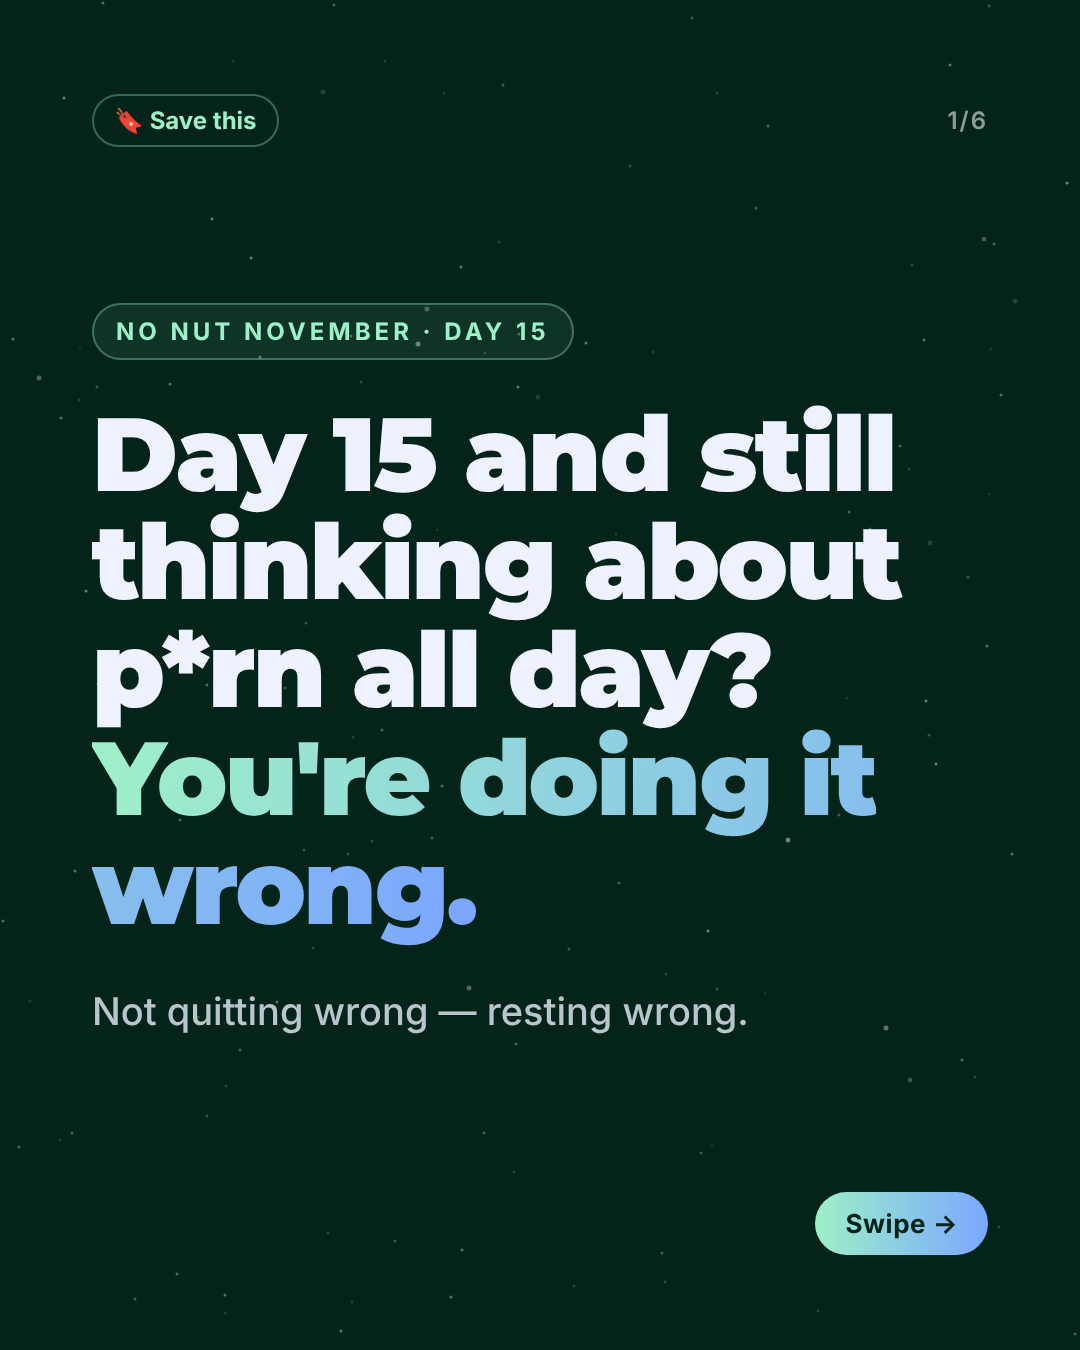 🔖 Save this
1/6
NO NUT NOVEMBER · DAY 15
Day 15 and still
thinking about
p*rn all day?
You're doing it
wrong.
Not quitting wrong — resting wrong.
Swipe →